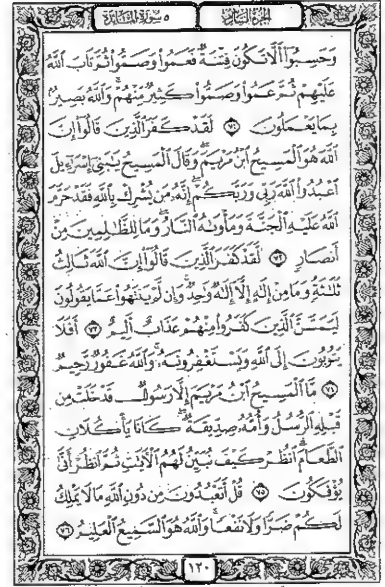 الجزء السادس ٥ سورة المائدة
وَحَسِبُوٓا۟ أَلَّا تَكُونَ فِتْنَةٌ فَعَمُوا۟ وَصَمُّوا۟ ثُمَّ تَابَ ٱللَّهُ
عَلَيْهِمْ ثُمَّ عَمُوا۟ وَصَمُّوا۟ كَثِيرٌ مِّنْهُمْ وَٱللَّهُ بَصِيرٌۢ
بِمَا يَعْمَلُونَ ٧١ لَقَدْ كَفَرَ ٱلَّذِينَ قَالُوٓا۟ إِنَّ
ٱللَّهَ هُوَ ٱلْمَسِيحُ ٱبْنُ مَرْيَمَ وَقَالَ ٱلْمَسِيحُ يَٰبَنِىٓ إِسْرَٰٓءِيلَ
ٱعْبُدُوا۟ ٱللَّهَ رَبِّى وَرَبَّكُمْ إِنَّهُۥ مَن يُشْرِكْ بِٱللَّهِ فَقَدْ حَرَّمَ
ٱللَّهُ عَلَيْهِ ٱلْجَنَّةَ وَمَأْوَىٰهُ ٱلنَّارُ وَمَا لِلظَّٰلِمِينَ مِنْ
أَنصَارٍ ٧٢ لَّقَدْ كَفَرَ ٱلَّذِينَ قَالُوٓا۟ إِنَّ ٱللَّهَ ثَالِثُ
ثَلَٰثَةٍ وَمَا مِنْ إِلَٰهٍ إِلَّآ إِلَٰهٌ وَٰحِدٌ وَإِن لَّمْ يَنتَهُوا۟ عَمَّا يَقُولُونَ
لَيَمَسَّنَّ ٱلَّذِينَ كَفَرُوا۟ مِنْهُمْ عَذَابٌ أَلِيمٌ ٧٣ أَفَلَا
يَتُوبُونَ إِلَى ٱللَّهِ وَيَسْتَغْفِرُونَهُۥ وَٱللَّهُ غَفُورٌ رَّحِيمٌ
٧٤ مَّا ٱلْمَسِيحُ ٱبْنُ مَرْيَمَ إِلَّا رَسُولٌ قَدْ خَلَتْ مِن
قَبْلِهِ ٱلرُّسُلُ وَأُمُّهُۥ صِدِّيقَةٌ كَانَا يَأْكُلَانِ
ٱلطَّعَامَ ٱنظُرْ كَيْفَ نُبَيِّنُ لَهُمُ ٱلْءَايَٰتِ ثُمَّ ٱنظُرْ أَنَّىٰ
يُؤْفَكُونَ ٧٥ قُلْ أَتَعْبُدُونَ مِن دُونِ ٱللَّهِ مَا لَا يَمْلِكُ
لَكُمْ ضَرًّا وَلَا نَفْعًا وَٱللَّهُ هُوَ ٱلسَّمِيعُ ٱلْعَلِيمُ ٧٦
١٢٠